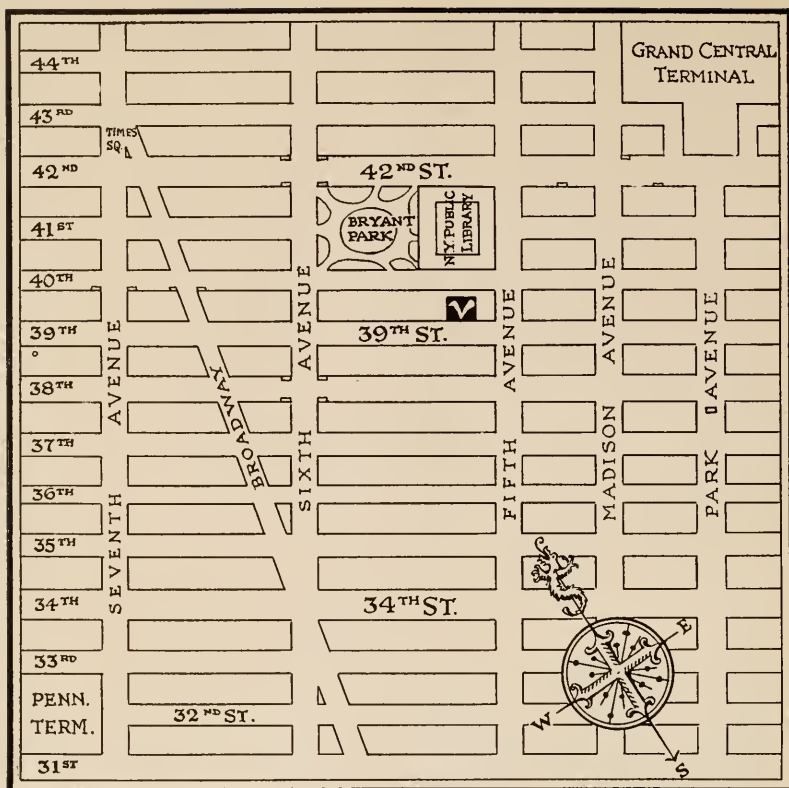 44TH
GRAND CENTRAL
TERMINAL
43RD
TIMES
SQ.
42ND
42ND ST.
41ST
BRYANT
PARK
N.Y. PUBLIC
LIBRARY
40TH
39TH
39TH ST.
38TH
37TH
36TH
35TH
34TH
34TH ST.
33RD
PENN.
TERM.
32ND ST.
31ST
SEVENTH AVENUE
BROADWAY
SIXTH AVENUE
FIFTH AVENUE
MADISON AVENUE
PARK AVENUE
E
W
S
V